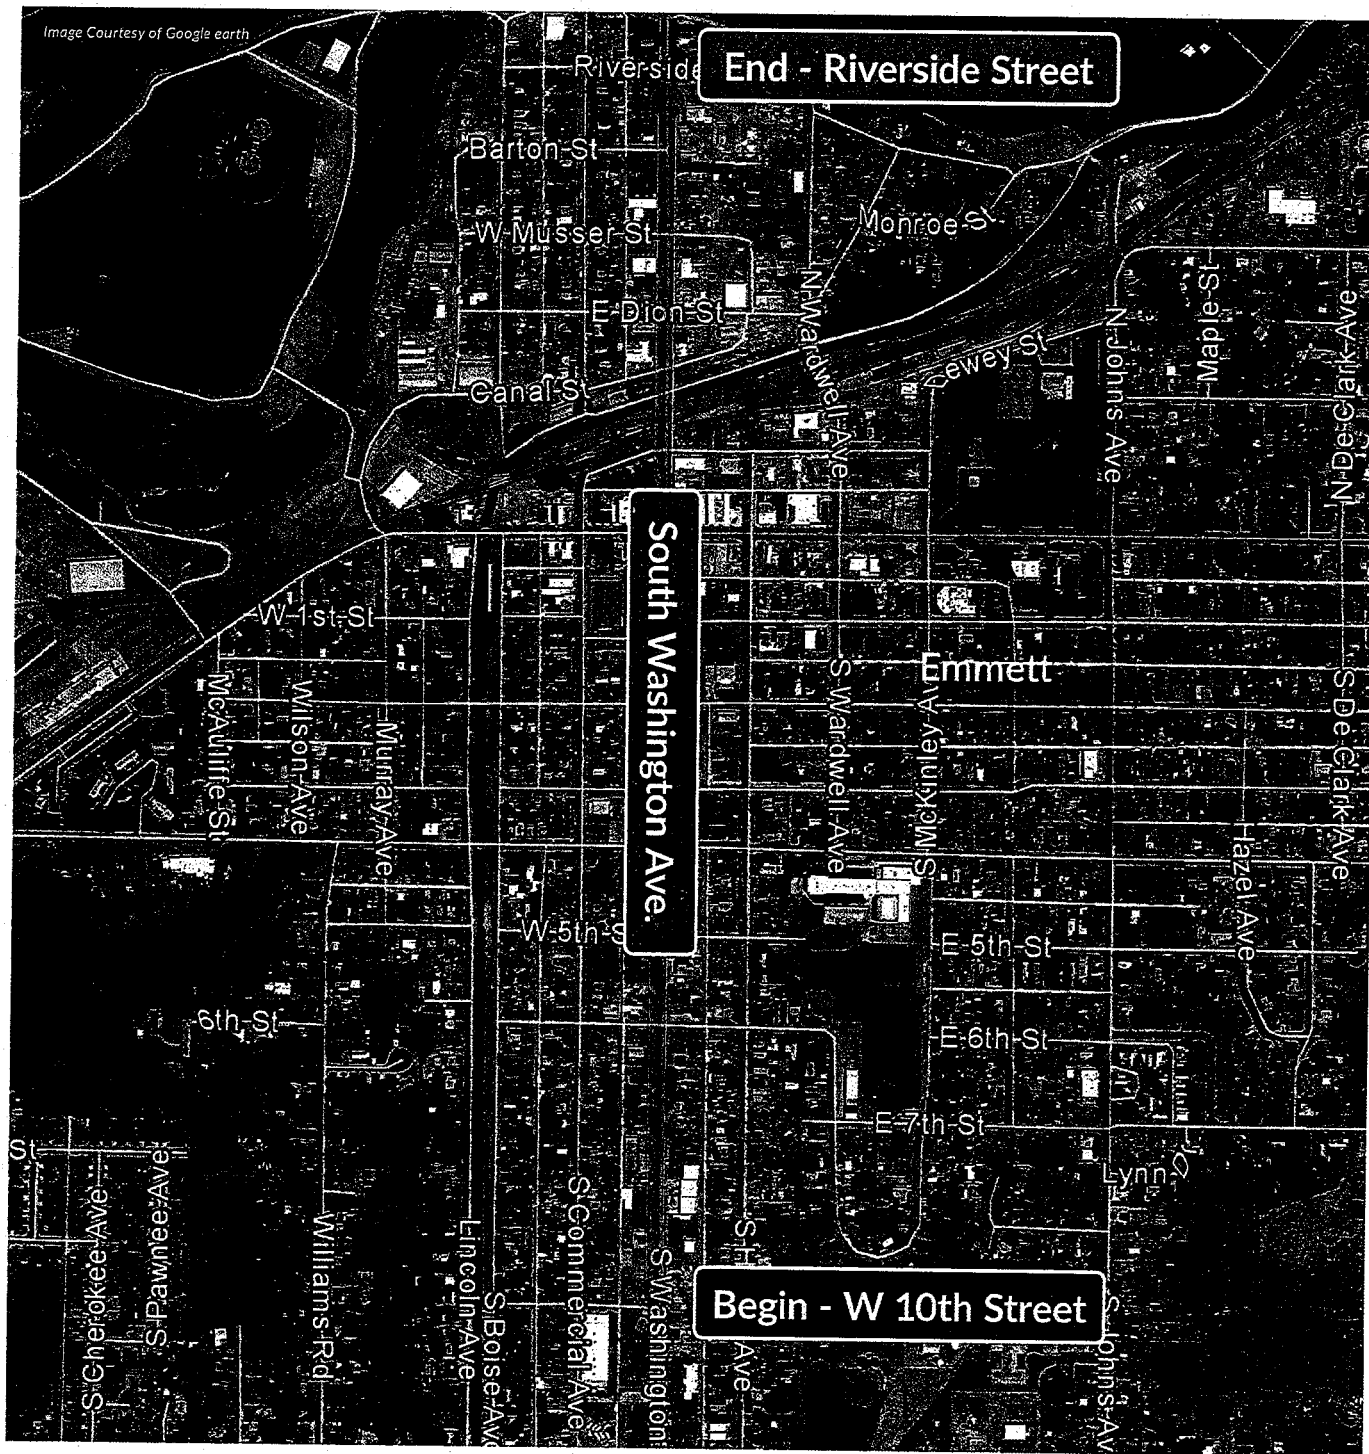 Image Courtesy of Google earth
Riverside
End - Riverside Street
Barton St
Monroe St
W Musser St
E Dion St
N Wardwell Ave
Maple St
N Johns Ave
N De Clark Ave
Dewey St
Canal St
South Washington Ave.
W 1st St
Emmett
McAuliffe St
Wilson Ave
Murray Ave
S Wardwell Ave
S McKinley Av
S De Clark Ave
Hazel Ave
W 5th S
E 5th St
6th St
E 6th St
E 7th St
St
Lynn
S Cherokee Ave
S Pawnee Ave
Williams Rd
Lincoln Ave
S Boise Av
S Commercial Ave
S Washington
S H
Ave
Begin - W 10th Street
S Johns Av